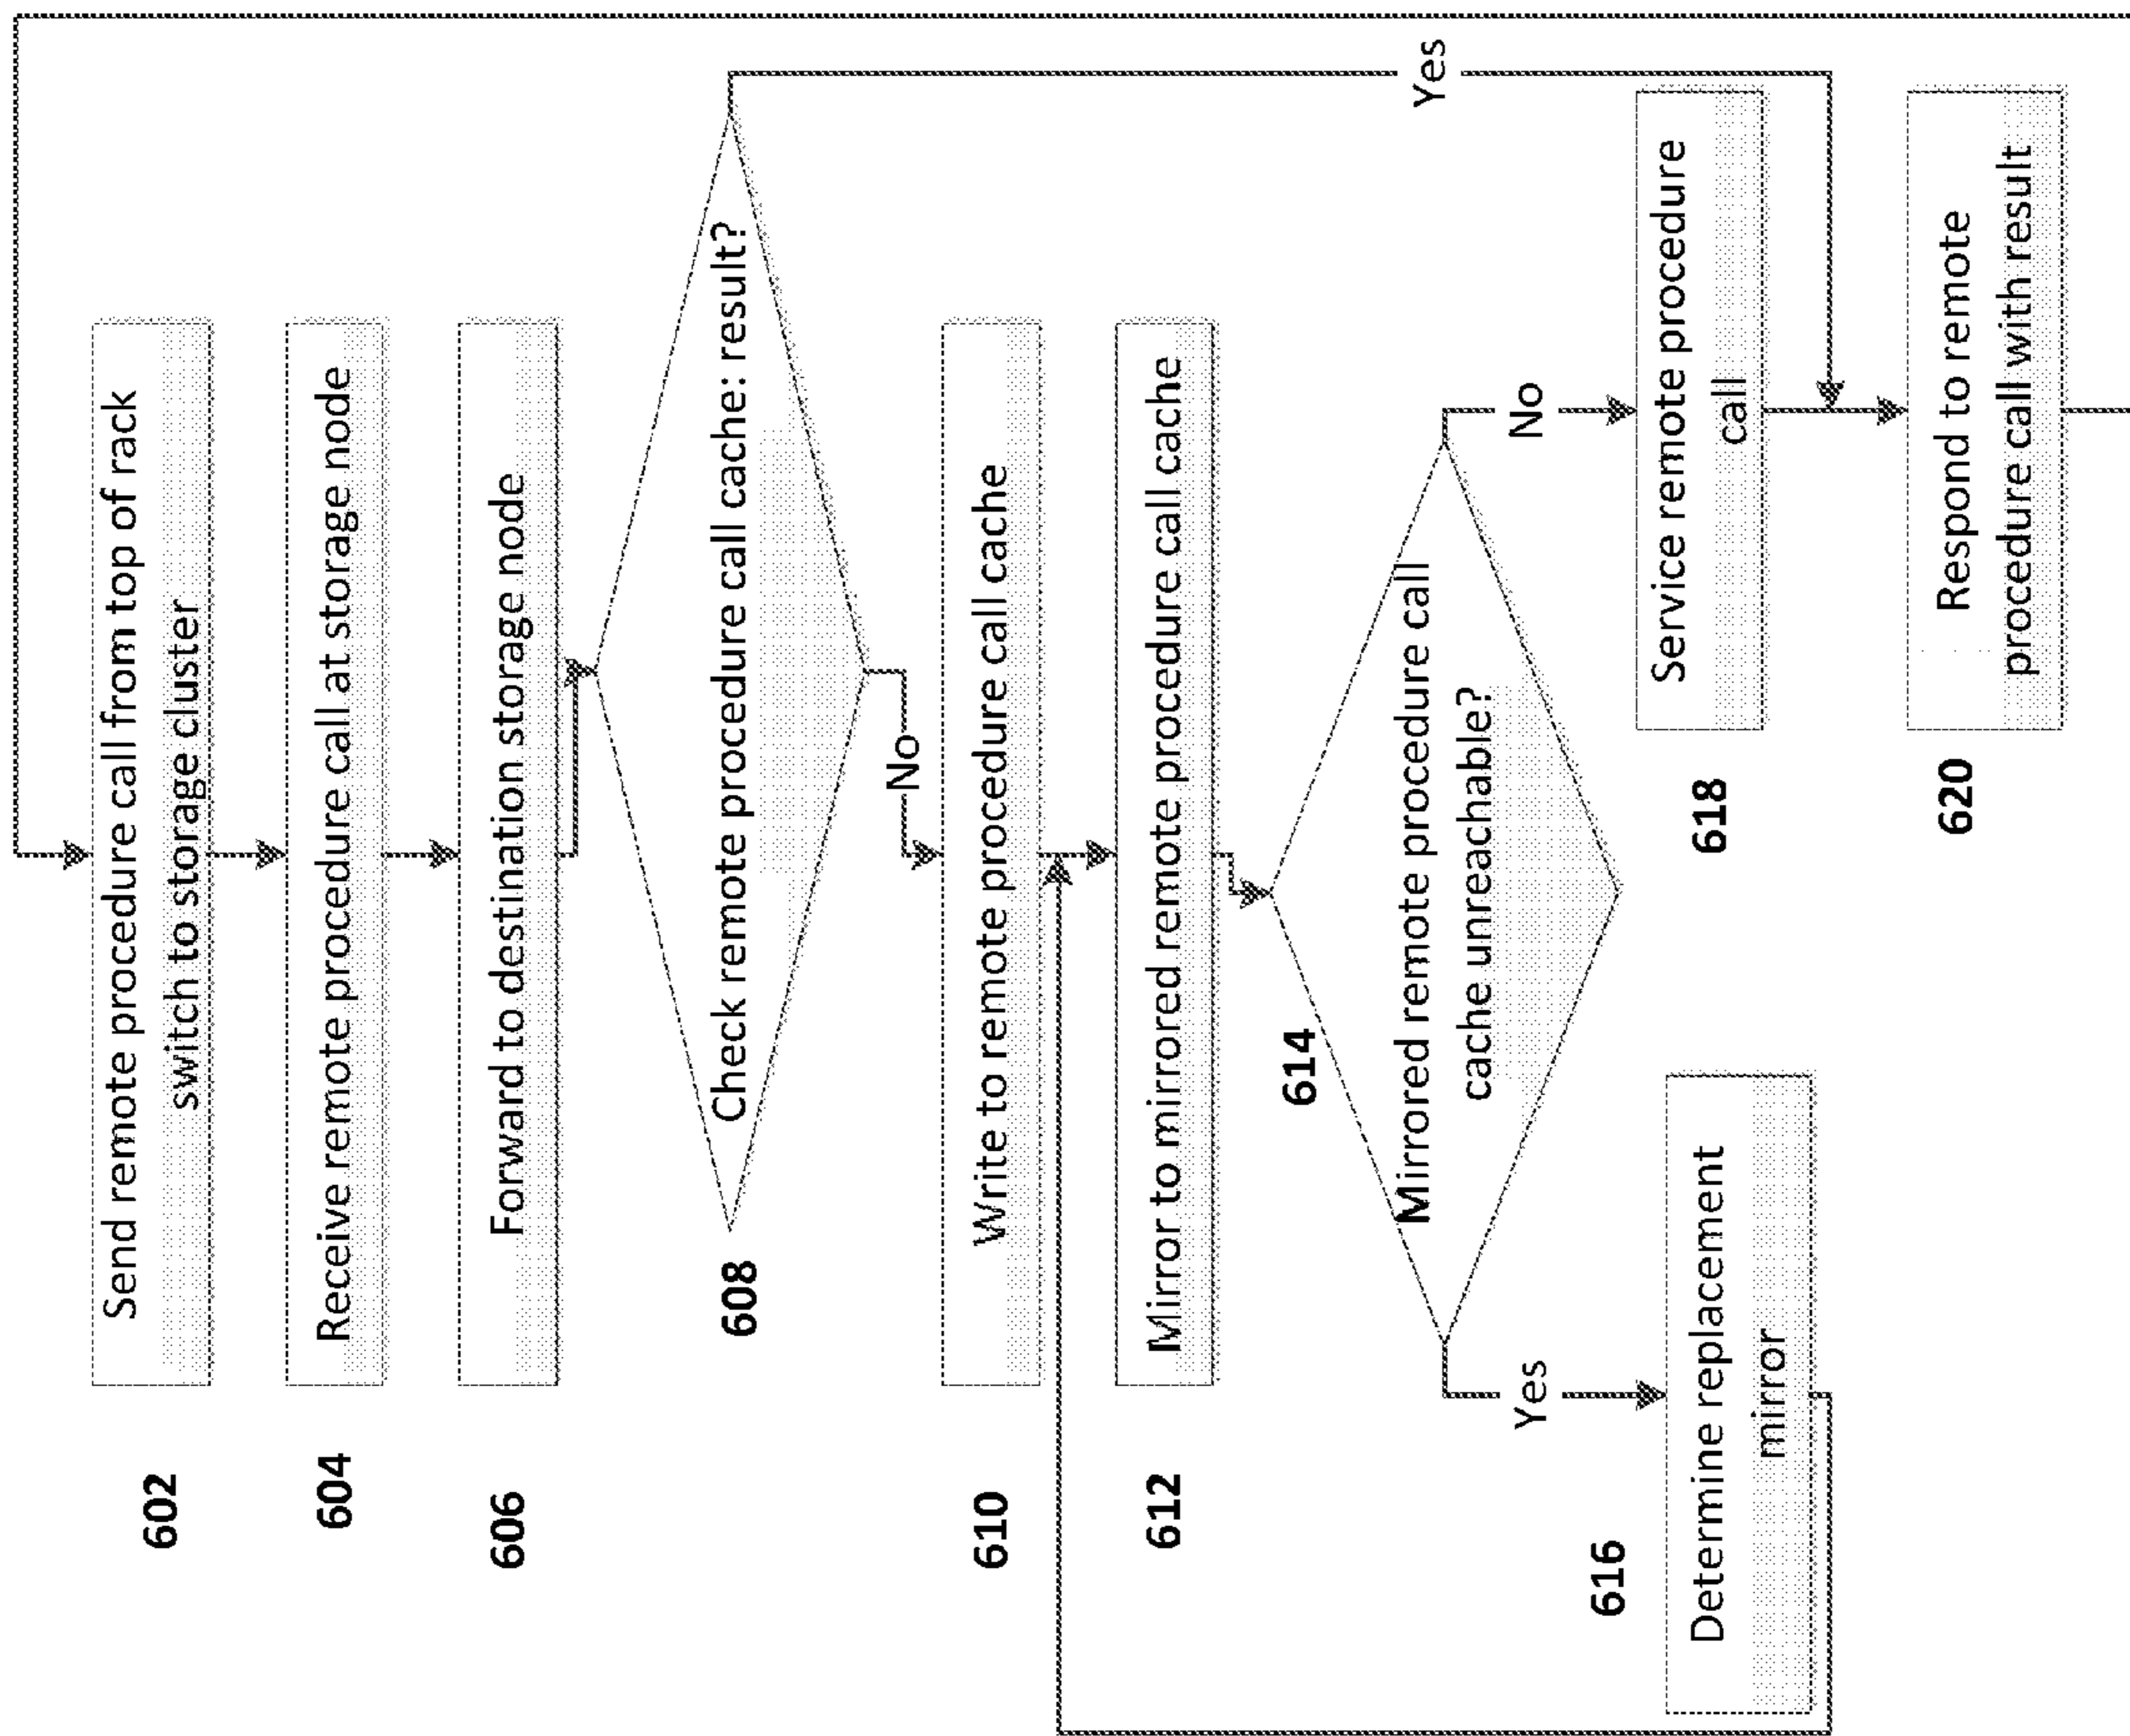 602
Send remote procedure call from top of rack
switch to storage cluster
604
Receive remote procedure call at storage node
606
Forward to destination storage node
608
Check remote procedure call cache: result?
Yes
No
610
Write to remote procedure call cache
612
Mirror to mirrored remote procedure call cache
614
Mirrored remote procedure call
cache unreachable?
Yes
No
616
Determine replacement
mirror
618
Service remote procedure
call
620
Respond to remote
procedure call with result